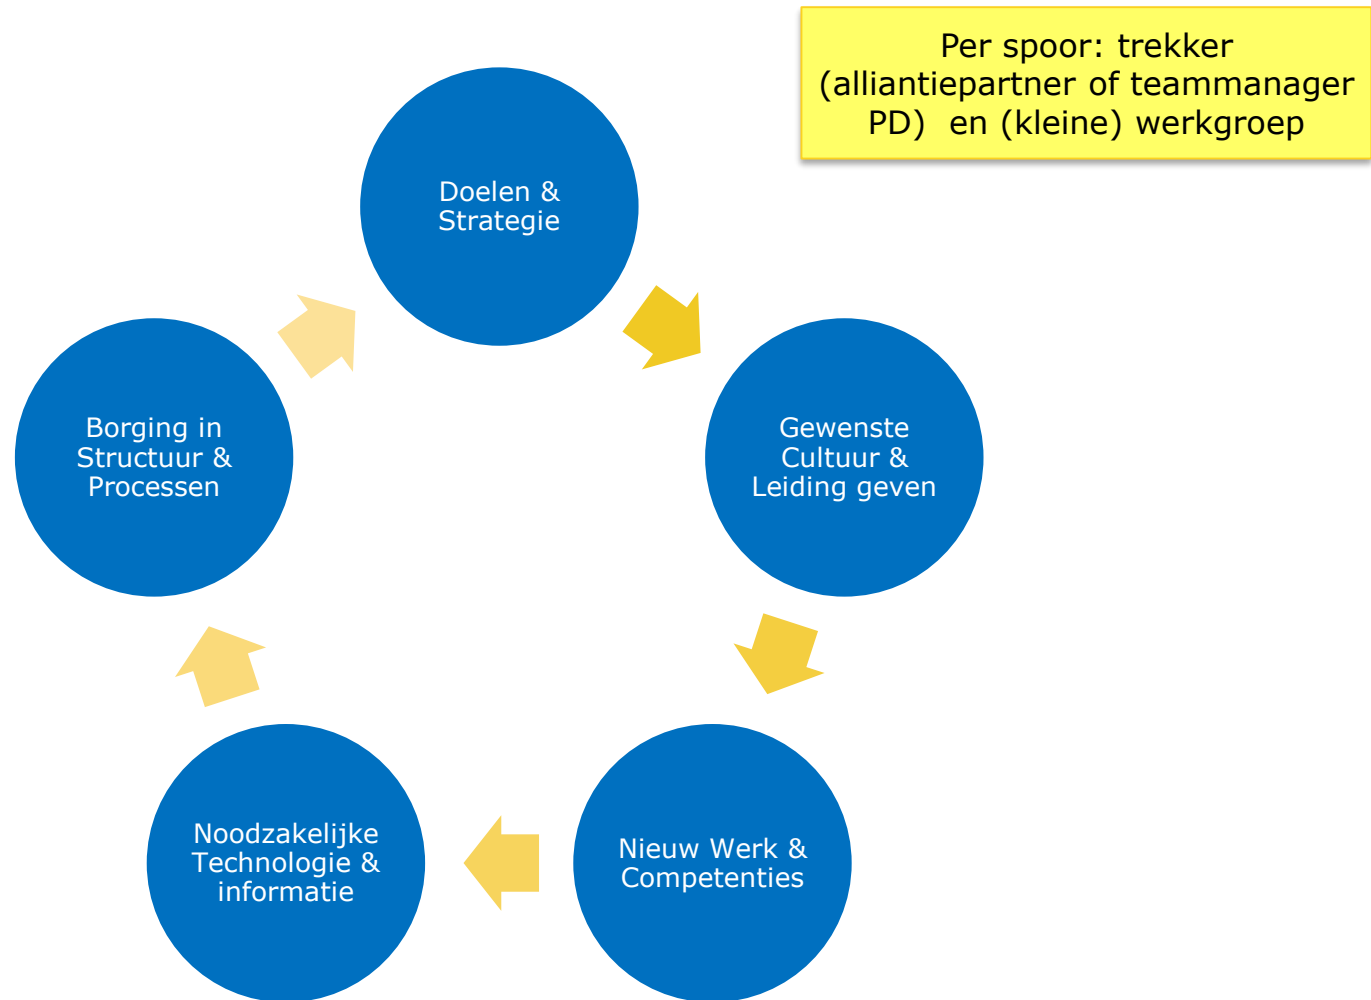 Per spoor: trekker
(alliantiepartner of teammanager
PD)  en (kleine) werkgroep
Doelen &
Strategie
Gewenste
Cultuur &
Leiding geven
Nieuw Werk &
Competenties
Noodzakelijke
Technologie &
informatie
Borging in
Structuur &
Processen